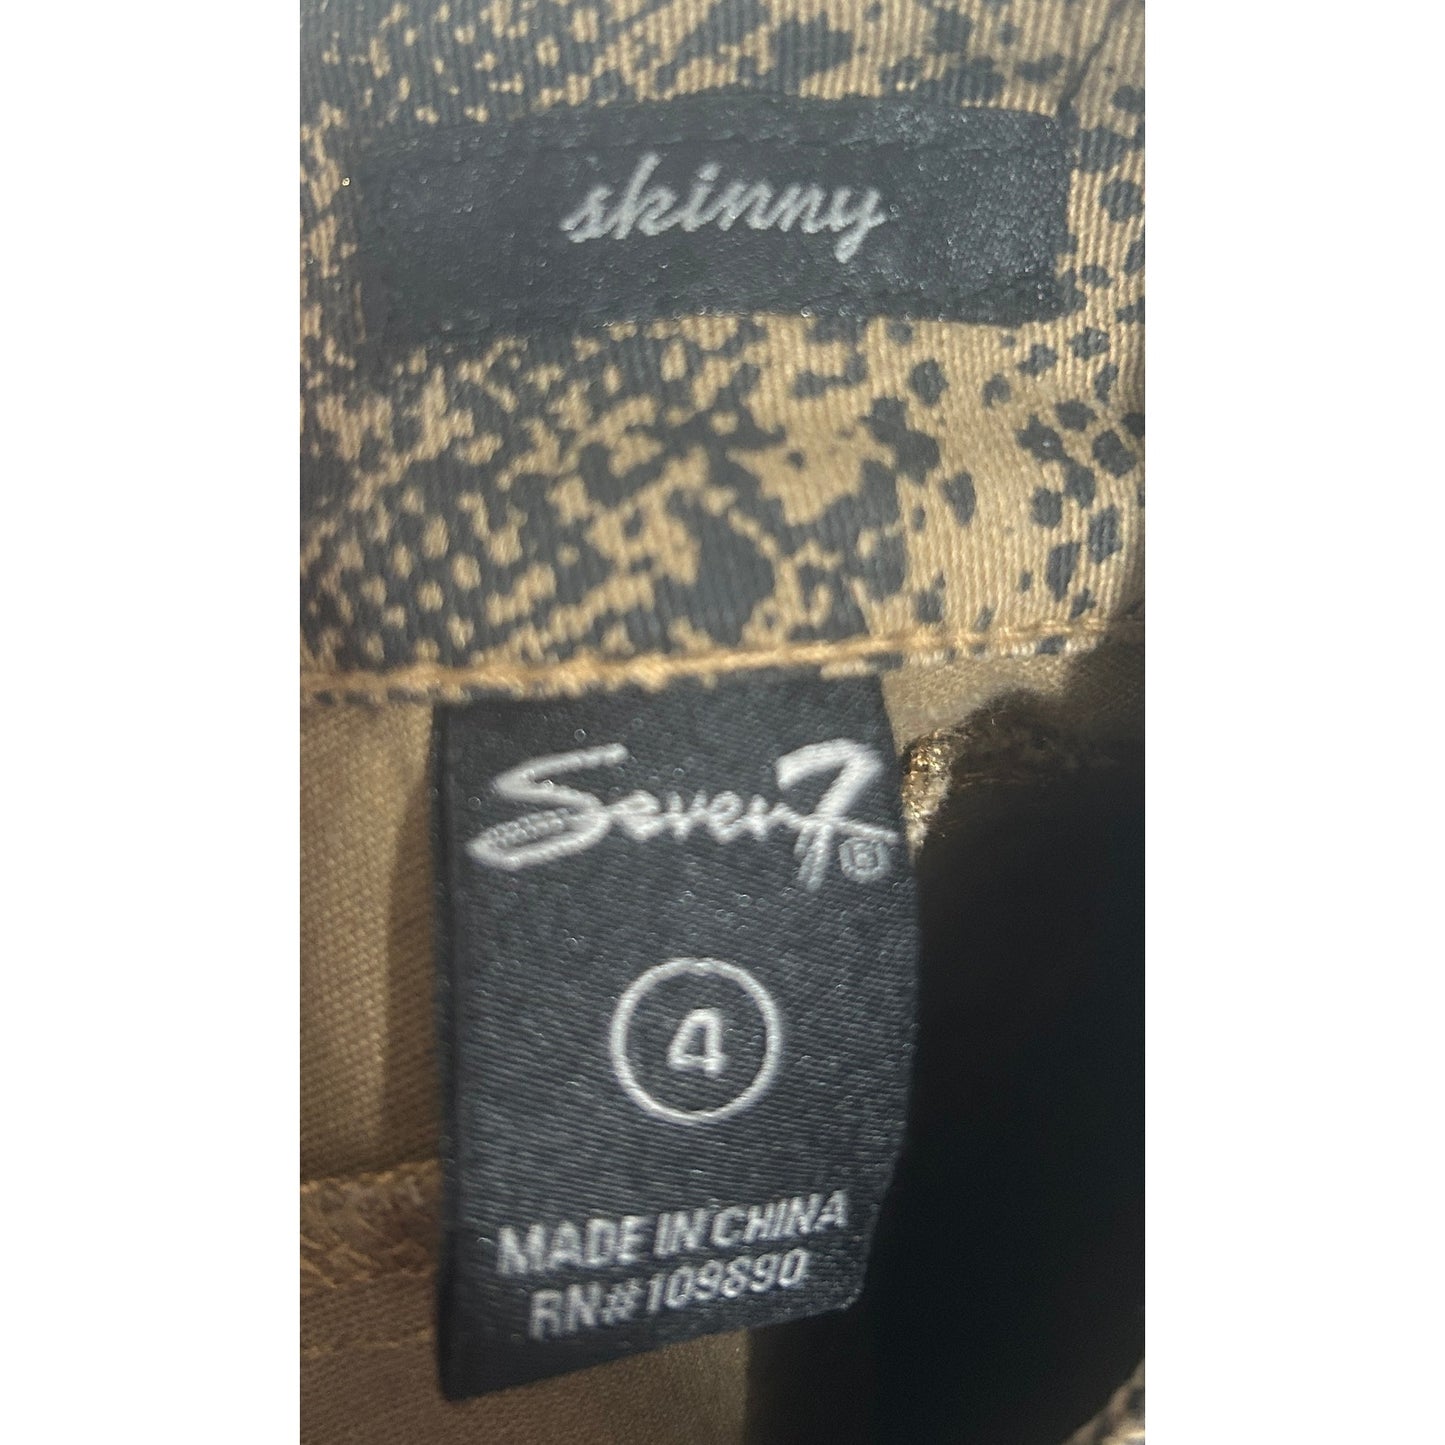 skinny
Seven7®
4
MADE IN CHINA
RN#109890